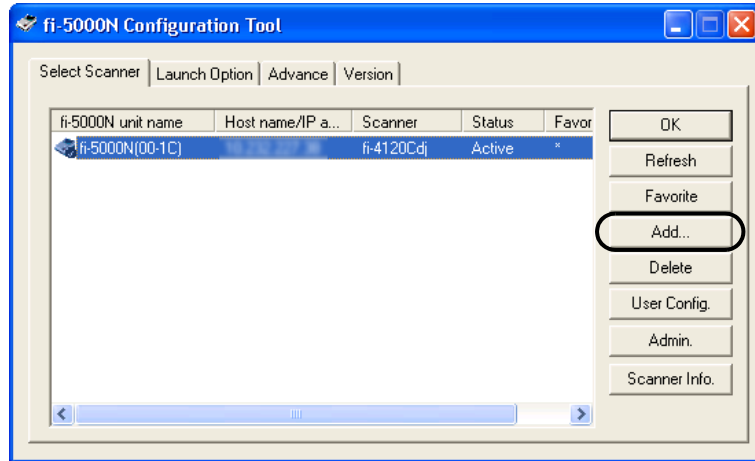 fi-5000N Configuration Tool
Select Scanner Launch Option Advance Version
fi-5000N unit name Host name/IP a... Scanner Status Favor
fi-5000N(00-1C) fi-4120Cdj Active *
OK
Refresh
Favorite
Add...
Delete
User Config.
Admin.
Scanner Info.